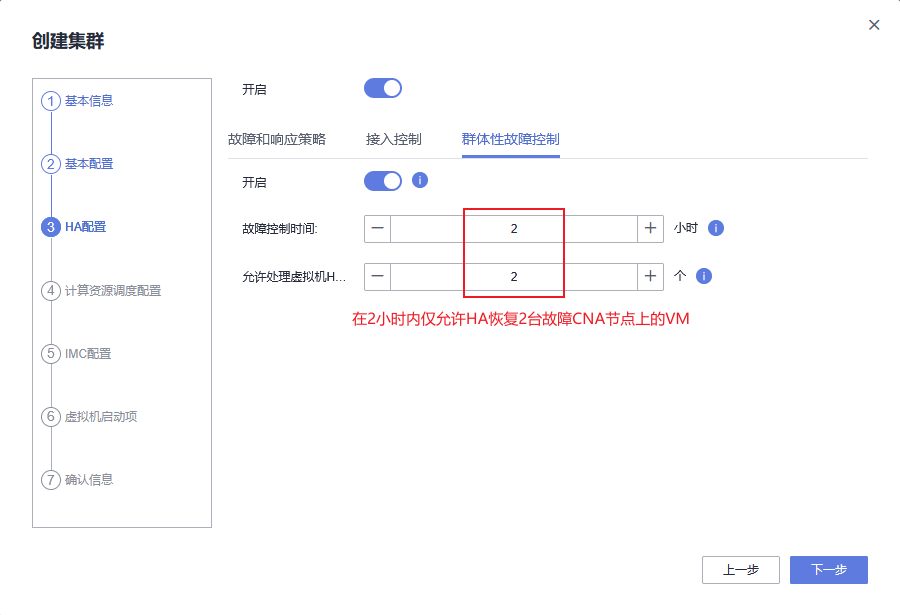 创建集群
1 基本信息
2 基本配置
3 HA配置
4 计算资源调度配置
5 IMC配置
6 虚拟机启动项
7 确认信息
开启
故障和响应策略 接入控制 群体性故障控制
开启
故障控制时间: 2 小时
允许处理虚拟机H... 2 个
在2小时内仅允许HA恢复2台故障CNA节点上的VM
上一步 下一步